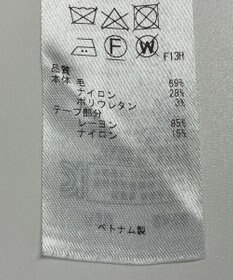 F13H
品質
本体 毛 69%
ナイロン 28%
ポリウレタン 3%
テープ部分
レーヨン 85%
ナイロン 15%
ベトナム製